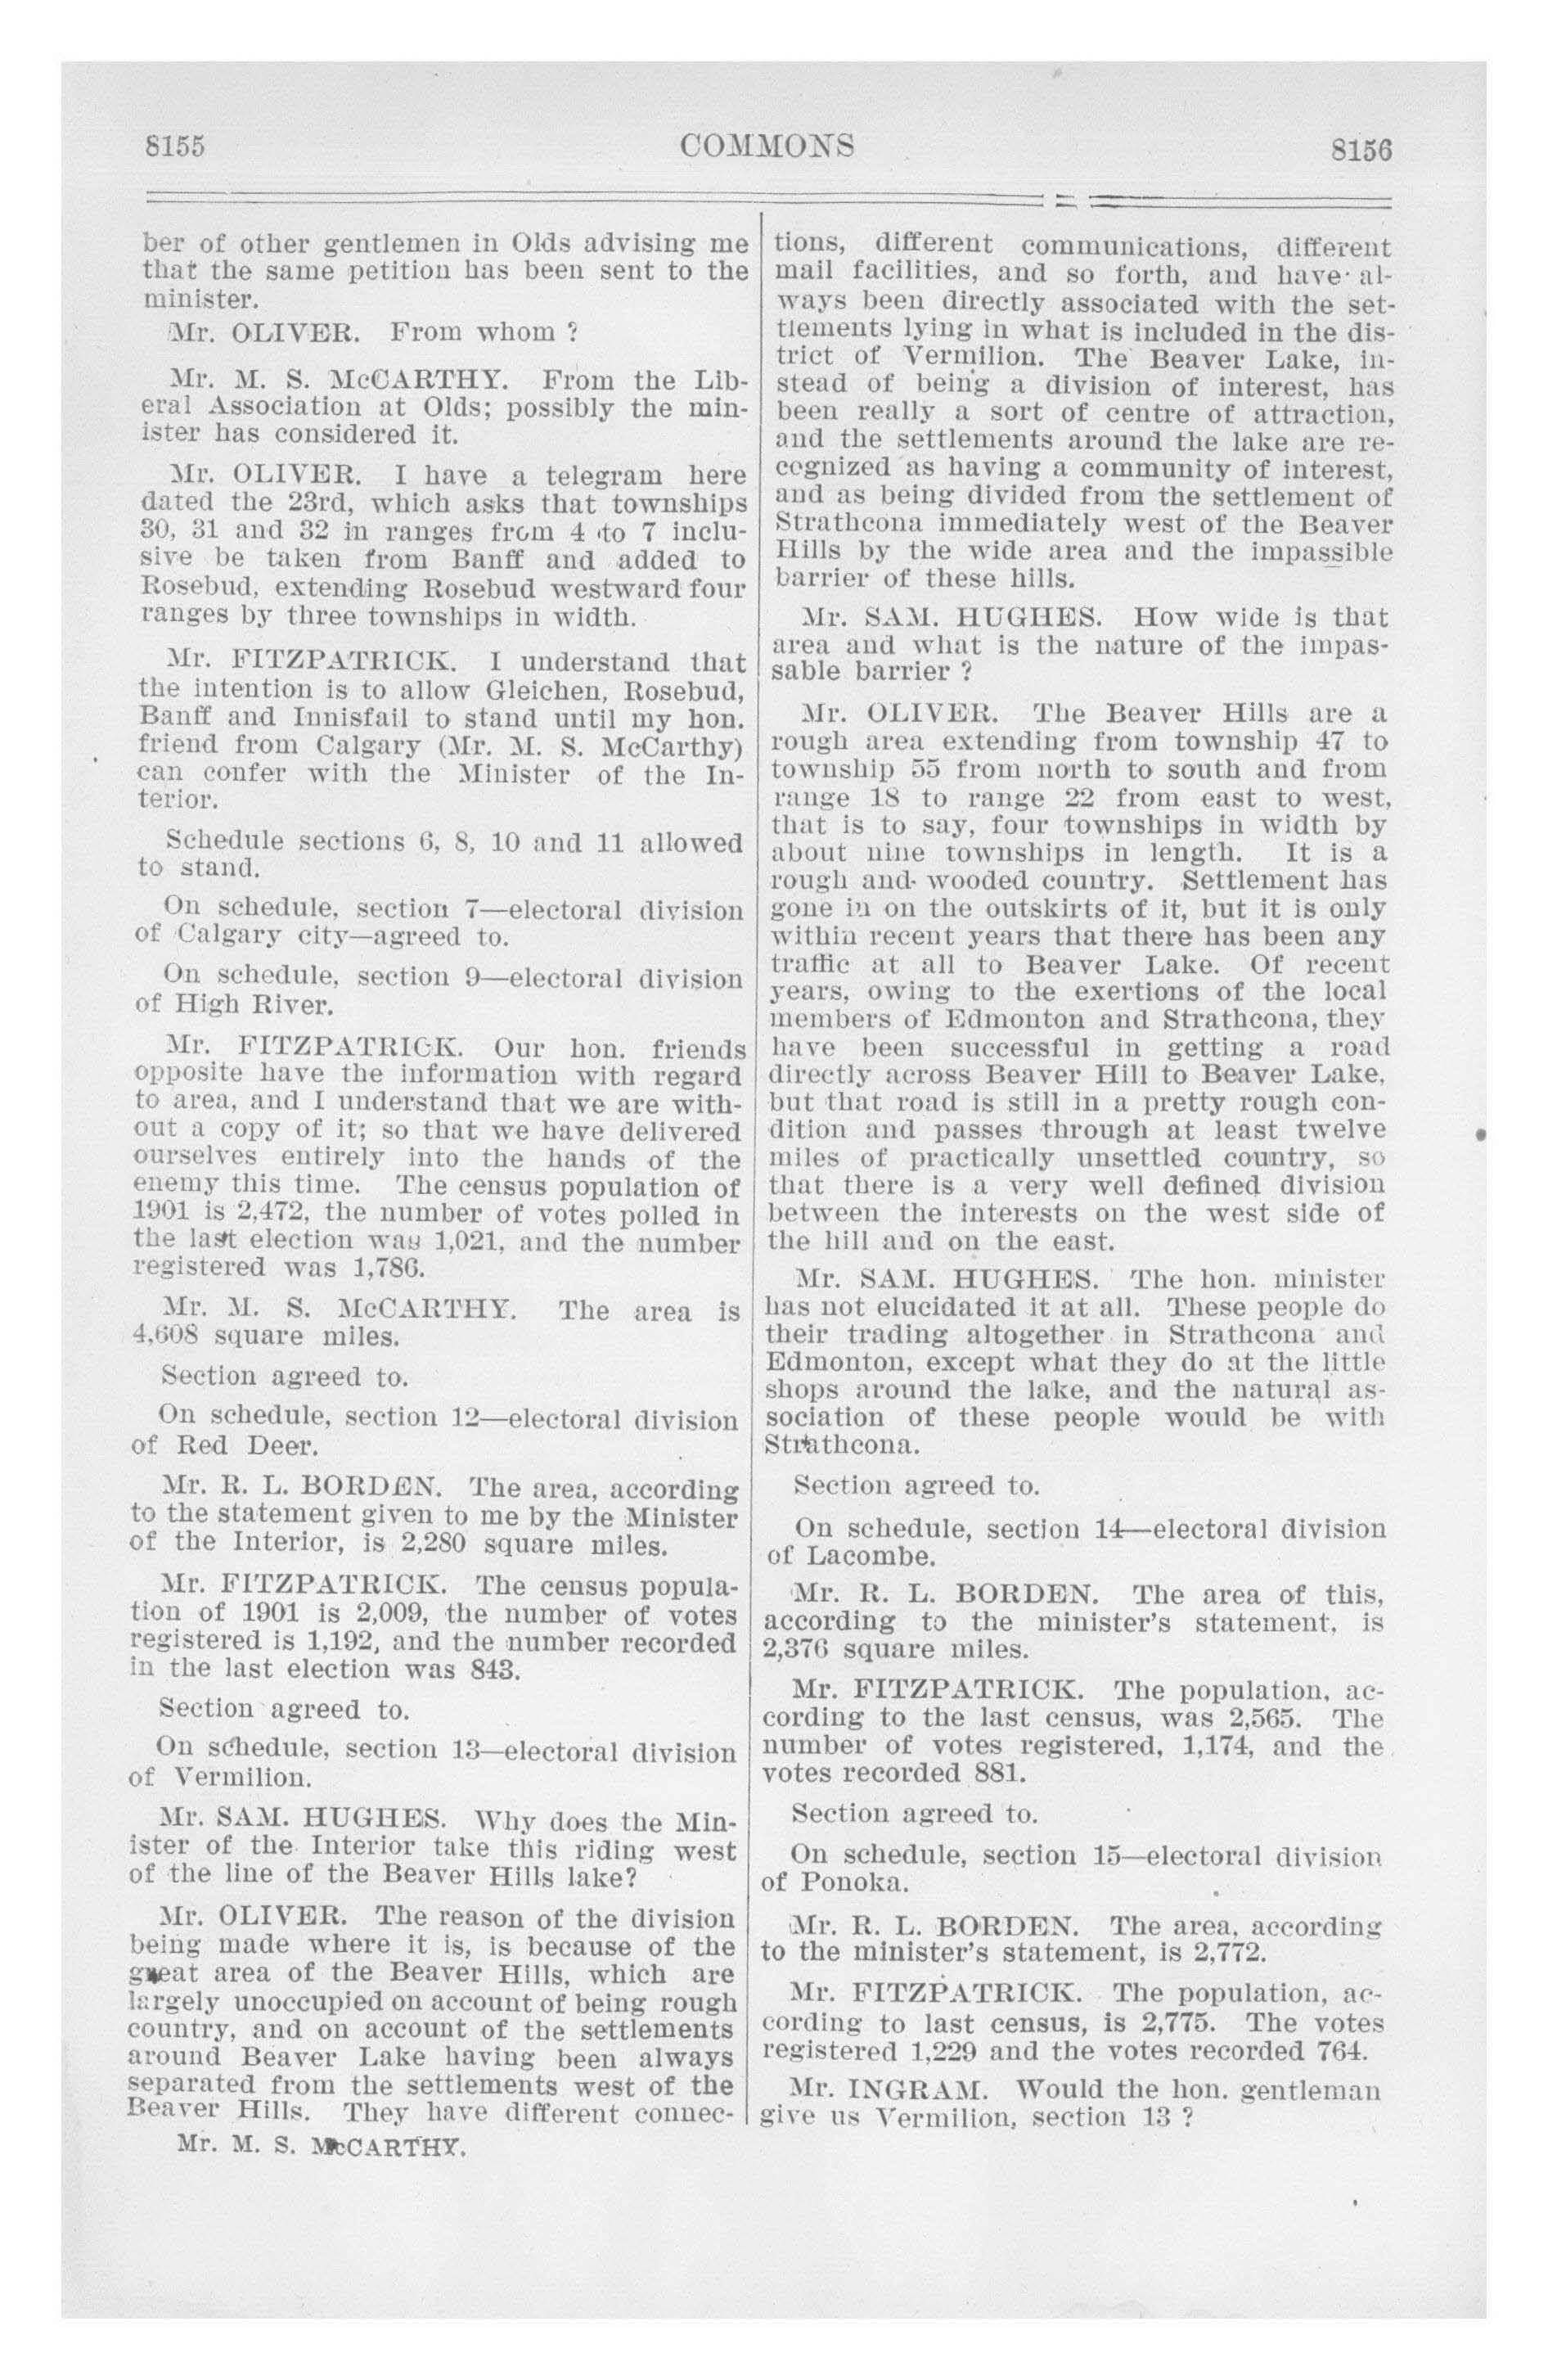 8155
COMMONS
8156
ber of other gentlemen in Olds advising me
that the same petition has been sent to the
minister.
Mr. OLIVER. From whom ?
Mr. M. S. McCARTHY. From the Lib-
eral Association at Olds; possibly the min-
ister has considered it.
Mr. OLIVER. I have a telegram here
dated the 23rd, which asks that townships
30, 31 and 32 in ranges from 4 to 7 inclu-
sive be taken from Banff and added to
Rosebud, extending Rosebud westward four
ranges by three townships in width.
Mr. FITZPATRICK. I understand that
the intention is to allow Gleichen, Rosebud,
Banff and Innisfail to stand until my hon.
friend from Calgary (Mr. M. S. McCarthy)
can confer with the Minister of the In-
terior.
Schedule sections 6, 8, 10 and 11 allowed
to stand.
On schedule, section 7—electoral division
of Calgary city—agreed to.
On schedule, section 9—electoral division
of High River.
Mr. FITZPATRICK. Our hon. friends
opposite have the information with regard
to area, and I understand that we are with-
out a copy of it; so that we have delivered
ourselves entirely into the hands of the
enemy this time. The census population of
1901 is 2,472, the number of votes polled in
the last election was 1,021, and the number
registered was 1,786.
Mr. M. S. McCARTHY. The area is
4,608 square miles.
Section agreed to.
On schedule, section 12—electoral division
of Red Deer.
Mr. R. L. BORDEN. The area, according
to the statement given to me by the Minister
of the Interior, is 2,280 square miles.
Mr. FITZPATRICK. The census popula-
tion of 1901 is 2,009, the number of votes
registered is 1,192, and the number recorded
in the last election was 843.
Section agreed to.
On schedule, section 13—electoral division
of Vermilion.
Mr. SAM. HUGHES. Why does the Min-
ister of the Interior take this riding west
of the line of the Beaver Hills lake?
Mr. OLIVER. The reason of the division
being made where it is, is because of the
great area of the Beaver Hills, which are
largely unoccupied on account of being rough
country, and on account of the settlements
around Beaver Lake having been always
separated from the settlements west of the
Beaver Hills. They have different connec-
Mr. M. S. McCARTHY.
tions, different communications, different
mail facilities, and so forth, and have al-
ways been directly associated with the set-
tlements lying in what is included in the dis-
trict of Vermilion. The Beaver Lake, in-
stead of being a division of interest, has
been really a sort of centre of attraction,
and the settlements around the lake are re-
cognized as having a community of interest,
and as being divided from the settlement of
Strathcona immediately west of the Beaver
Hills by the wide area and the impassible
barrier of these hills.
Mr. SAM. HUGHES. How wide is that
area and what is the nature of the impas-
sable barrier ?
Mr. OLIVER. The Beaver Hills are a
rough area extending from township 47 to
township 55 from north to south and from
range 18 to range 22 from east to west,
that is to say, four townships in width by
about nine townships in length. It is a
rough and wooded country. Settlement has
gone in on the outskirts of it, but it is only
within recent years that there has been any
traffic at all to Beaver Lake. Of recent
years, owing to the exertions of the local
members of Edmonton and Strathcona, they
have been successful in getting a road
directly across Beaver Hill to Beaver Lake,
but that road is still in a pretty rough con-
dition and passes through at least twelve
miles of practically unsettled country, so
that there is a very well defined division
between the interests on the west side of
the hill and on the east.
Mr. SAM. HUGHES. The hon. minister
has not elucidated it at all. These people do
their trading altogether in Strathcona and
Edmonton, except what they do at the little
shops around the lake, and the natural as-
sociation of these people would be with
Strathcona.
Section agreed to.
On schedule, section 14—electoral division
of Lacombe.
Mr. R. L. BORDEN. The area of this,
according to the minister's statement, is
2,376 square miles.
Mr. FITZPATRICK. The population, ac-
cording to the last census, was 2,565. The
number of votes registered, 1,174, and the
votes recorded 881.
Section agreed to.
On schedule, section 15—electoral division
of Ponoka.
Mr. R. L. BORDEN. The area, according
to the minister's statement, is 2,772.
Mr. FITZPATRICK. The population, ac-
cording to last census, is 2,775. The votes
registered 1,229 and the votes recorded 764.
Mr. INGRAM. Would the hon. gentleman
give us Vermilion, section 13 ?